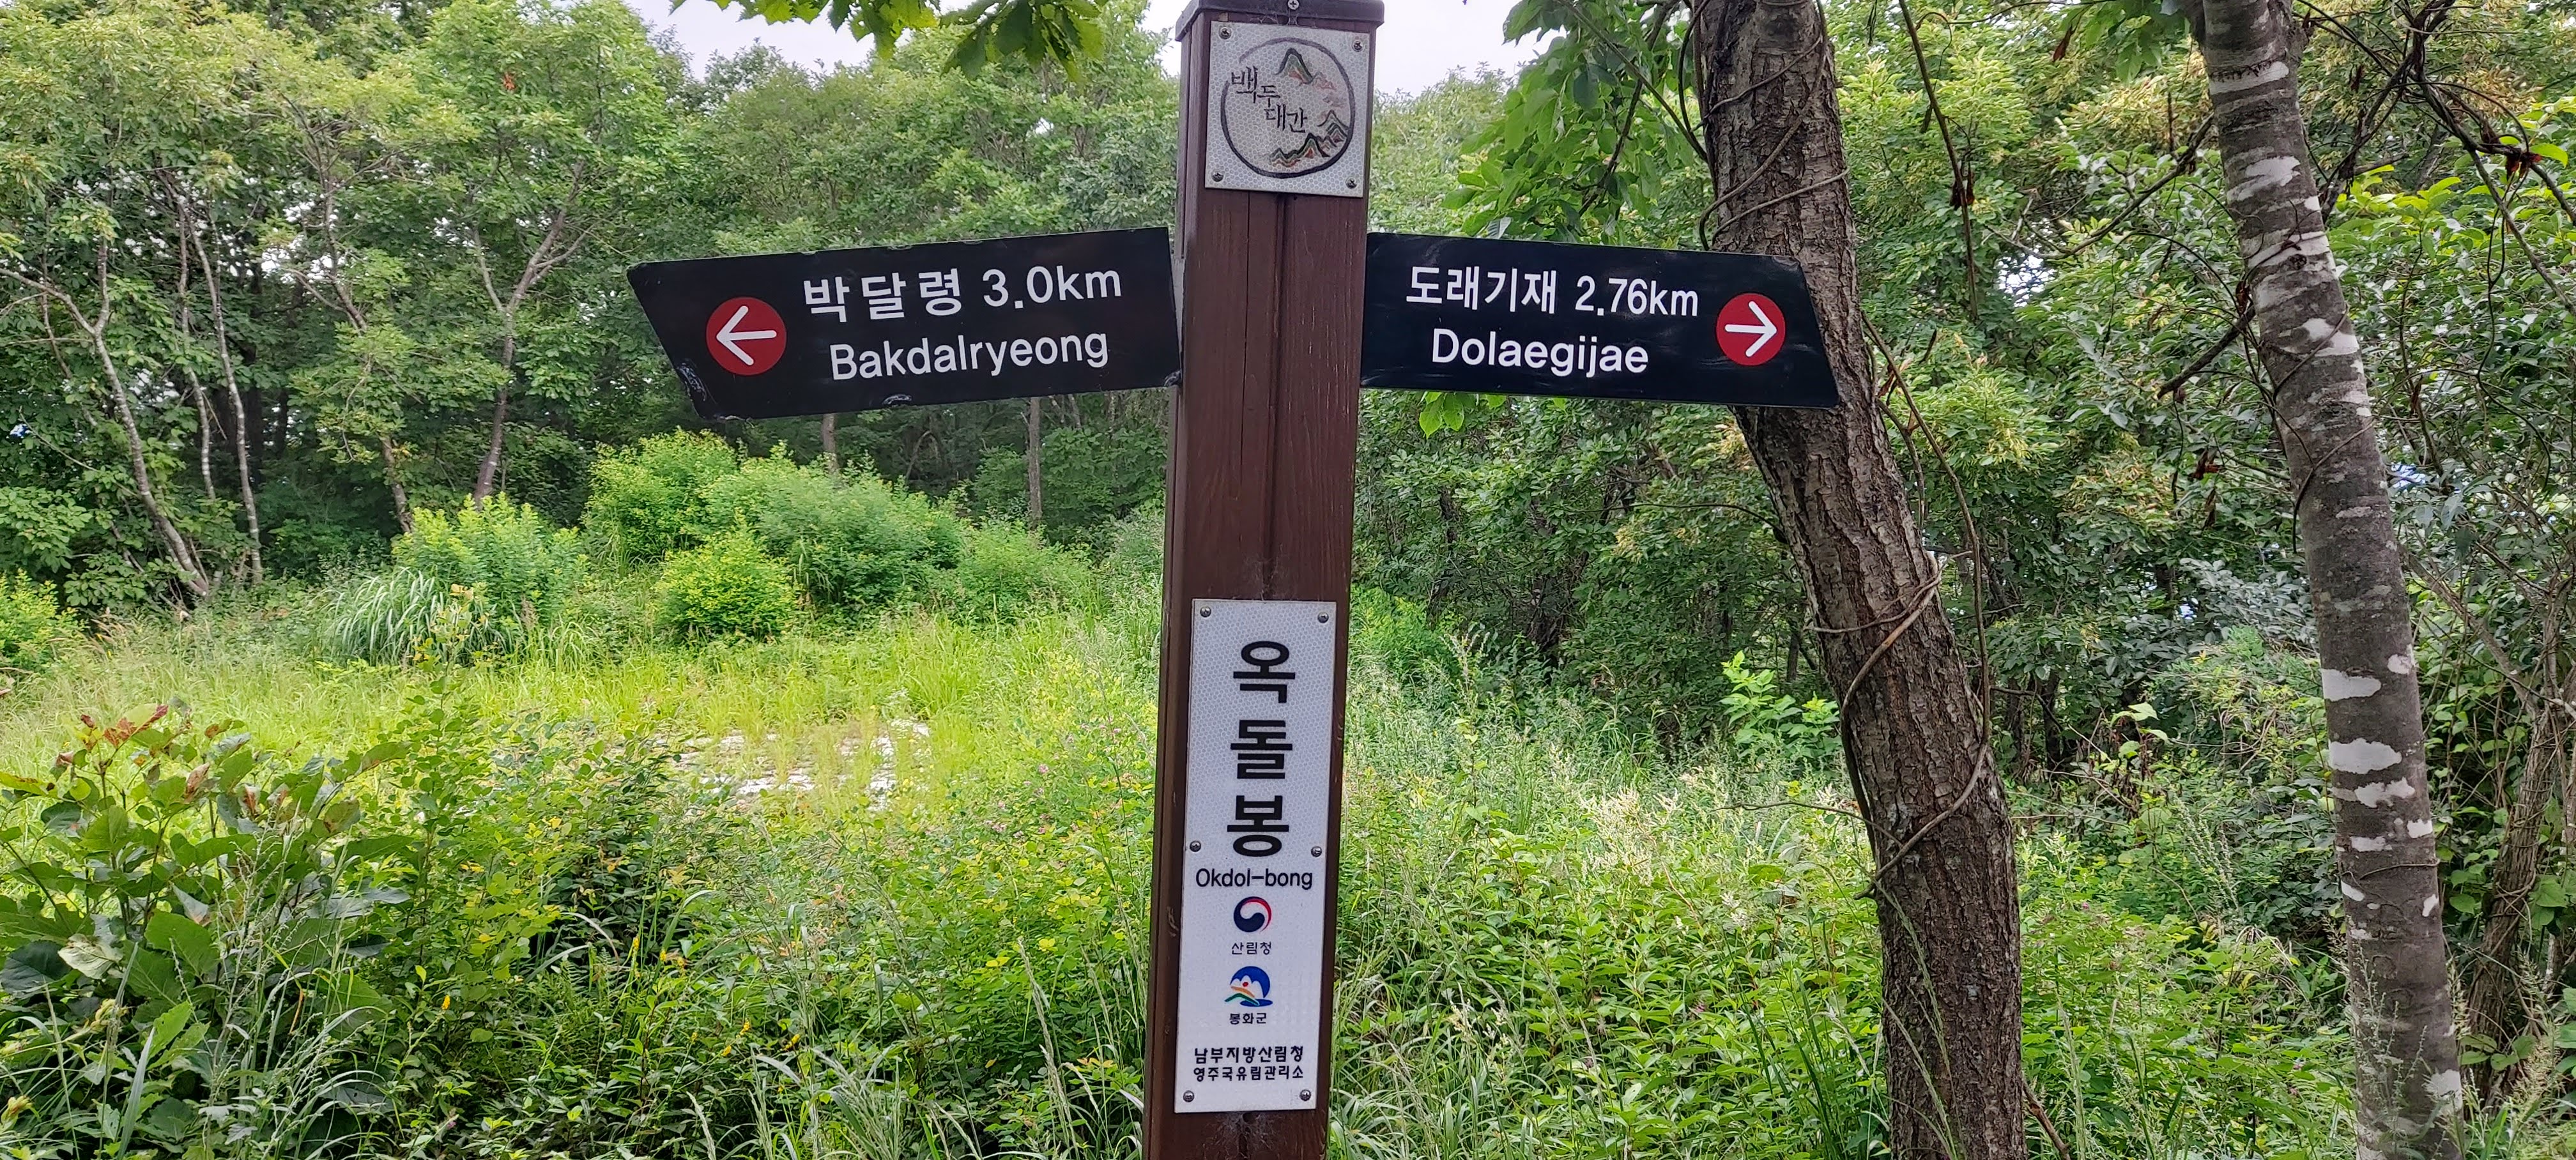 백두
대간
박달령 3.0km
Bakdalryeong
도래기재 2.76km
Dolaegijae
옥
돌
봉
Okdol-bong
산림청
봉화군
남부지방산림청
영주국유림관리소